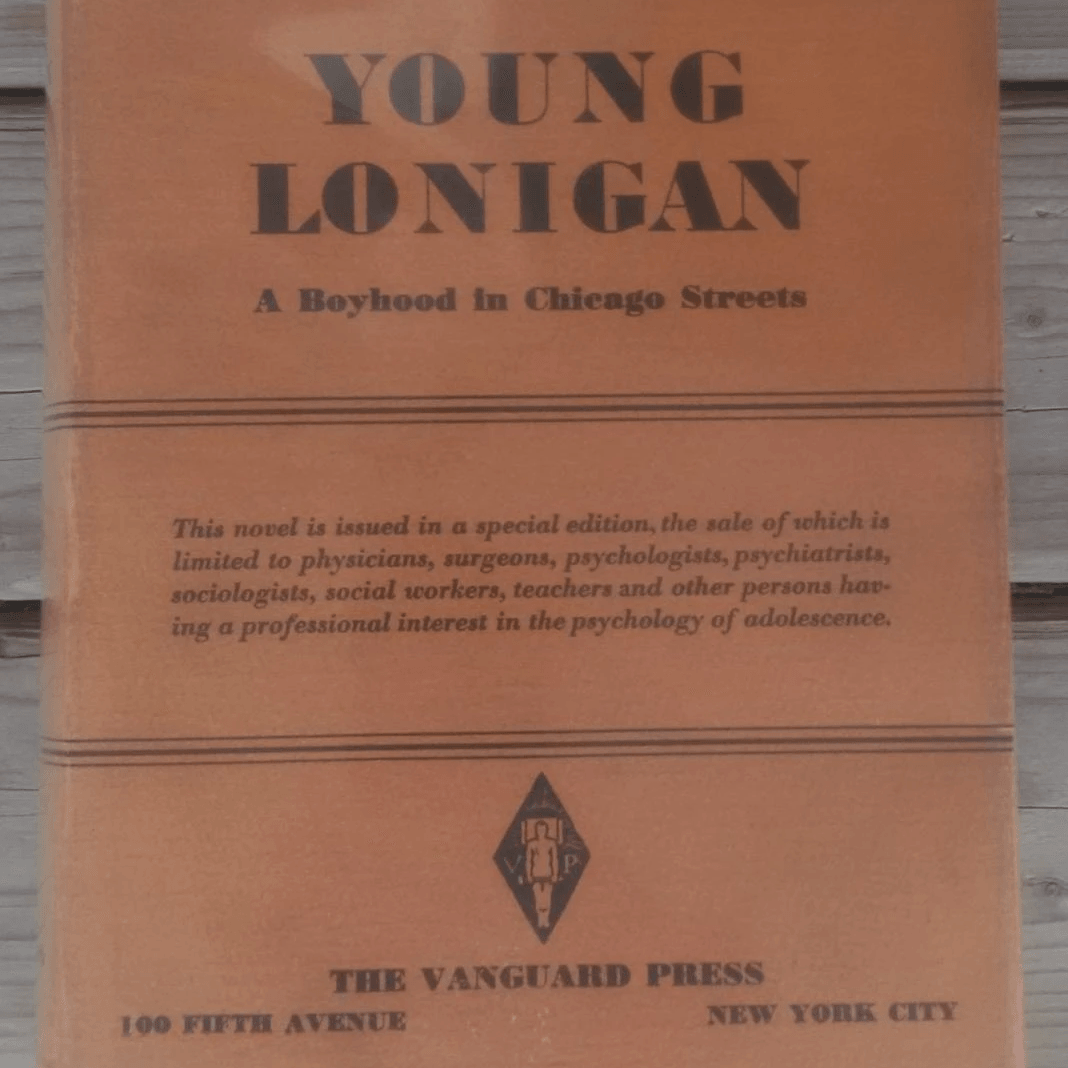 YOUNG
LONIGAN
A Boyhood in Chicago Streets
This novel is issued in a special edition, the sale of which is
limited to physicians, surgeons, psychologists, psychiatrists,
sociologists, social workers, teachers and other persons hav-
ing a professional interest in the psychology of adolescence.
V P
THE VANGUARD PRESS
100 FIFTH AVENUE NEW YORK CITY